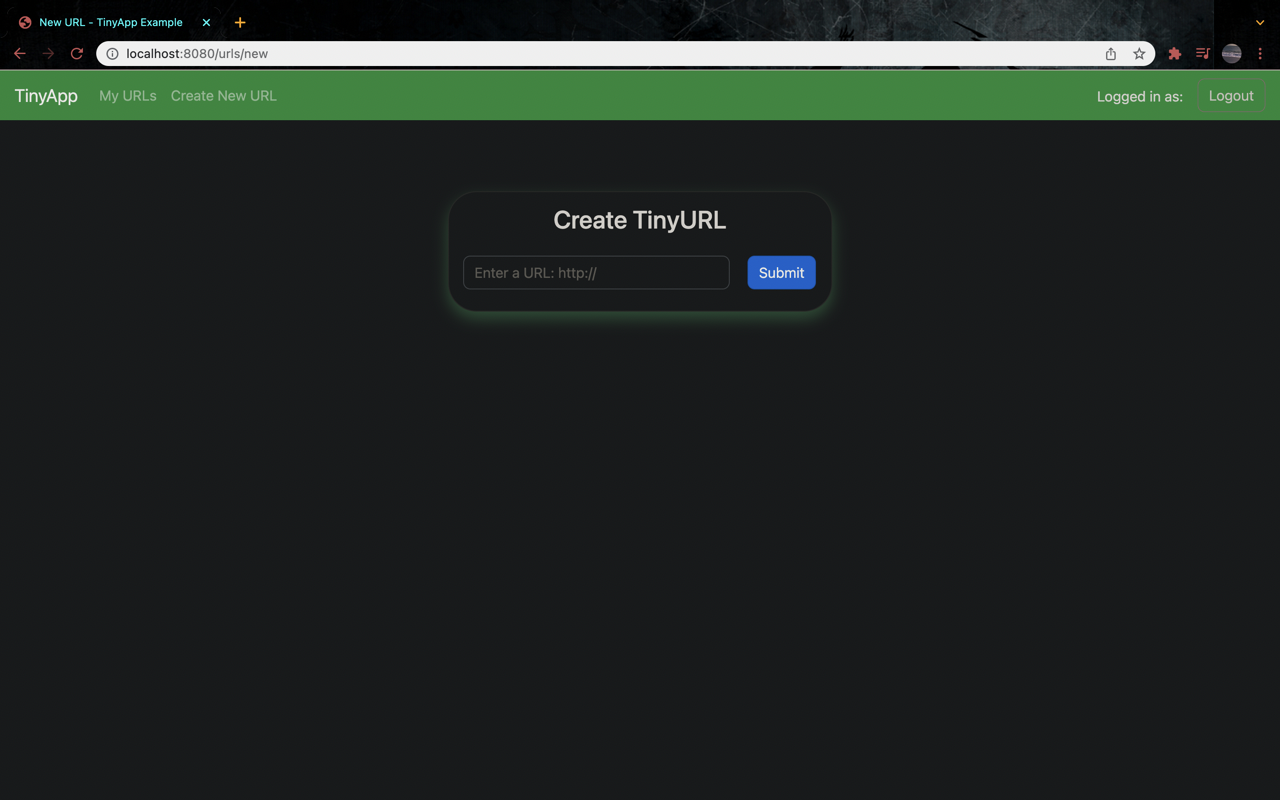 New URL - TinyApp Example
localhost:8080/urls/new
TinyApp My URLs Create New URL Logged in as: Logout
Create TinyURL
Enter a URL: http:// Submit